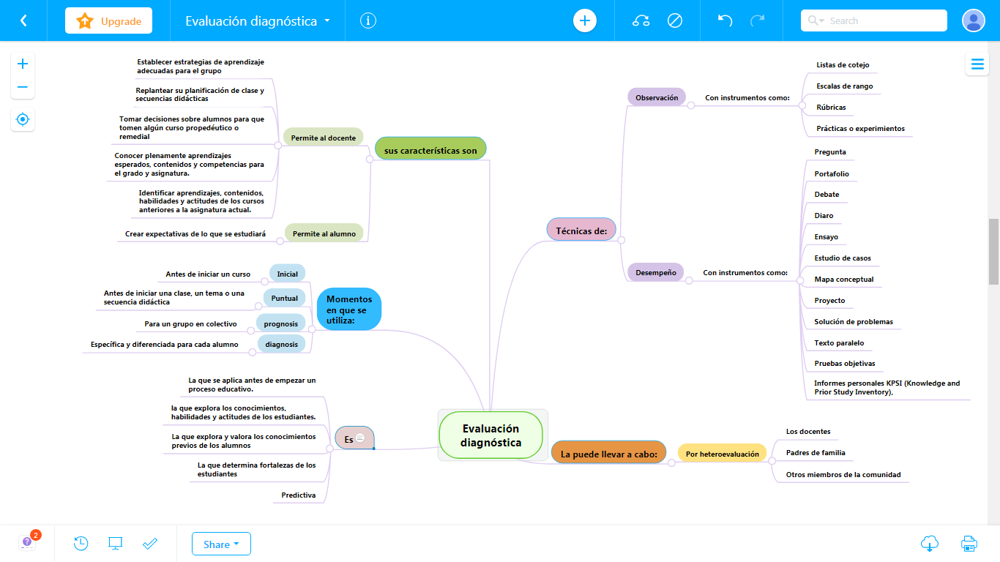 Upgrade
Evaluación diagnóstica
Search
Establecer estrategias de aprendizaje
adecuadas para el grupo
Replantear su planificación de clase y
secuencias didácticas
Tomar decisiones sobre alumnos para que
tomen algún curso propedéutico o
remedial
Conocer plenamente aprendizajes
esperados, contenidos y competencias para
el grado y asignatura.
Identificar aprendizajes, contenidos,
habilidades y actitudes de los cursos
anteriores a la asignatura actual.
Permite al docente
sus características son
Crear expectativas de lo que se estudiará
Permite al alumno
Antes de iniciar un curso
Inicial
Antes de iniciar una clase, un tema o una
secuencia didáctica
Puntual
Para un grupo en colectivo
prognosis
Específica y diferenciada para cada alumno
diagnosis
Momentos
en que se
utiliza:
La que se aplica antes de empezar un
proceso educativo.
la que explora los conocimientos,
habilidades y actitudes de los estudiantes.
La que explora y valora los conocimientos
previos de los alumnos
La que determina fortalezas de los
estudiantes
Predictiva
Es
Evaluación
diagnóstica
Técnicas de:
Observación
Con instrumentos como:
Listas de cotejo
Escalas de rango
Rúbricas
Prácticas o experimientos
Desempeño
Con instrumentos como:
Pregunta
Portafolio
Debate
Diaro
Ensayo
Estudio de casos
Mapa conceptual
Proyecto
Solución de problemas
Texto paralelo
Pruebas objetivas
Informes personales KPSI (Knowledge and
Prior Study Inventory),
La puede llevar a cabo:
Por heteroevaluación
Los docentes
Padres de familia
Otros miembros de la comunidad
2
Share